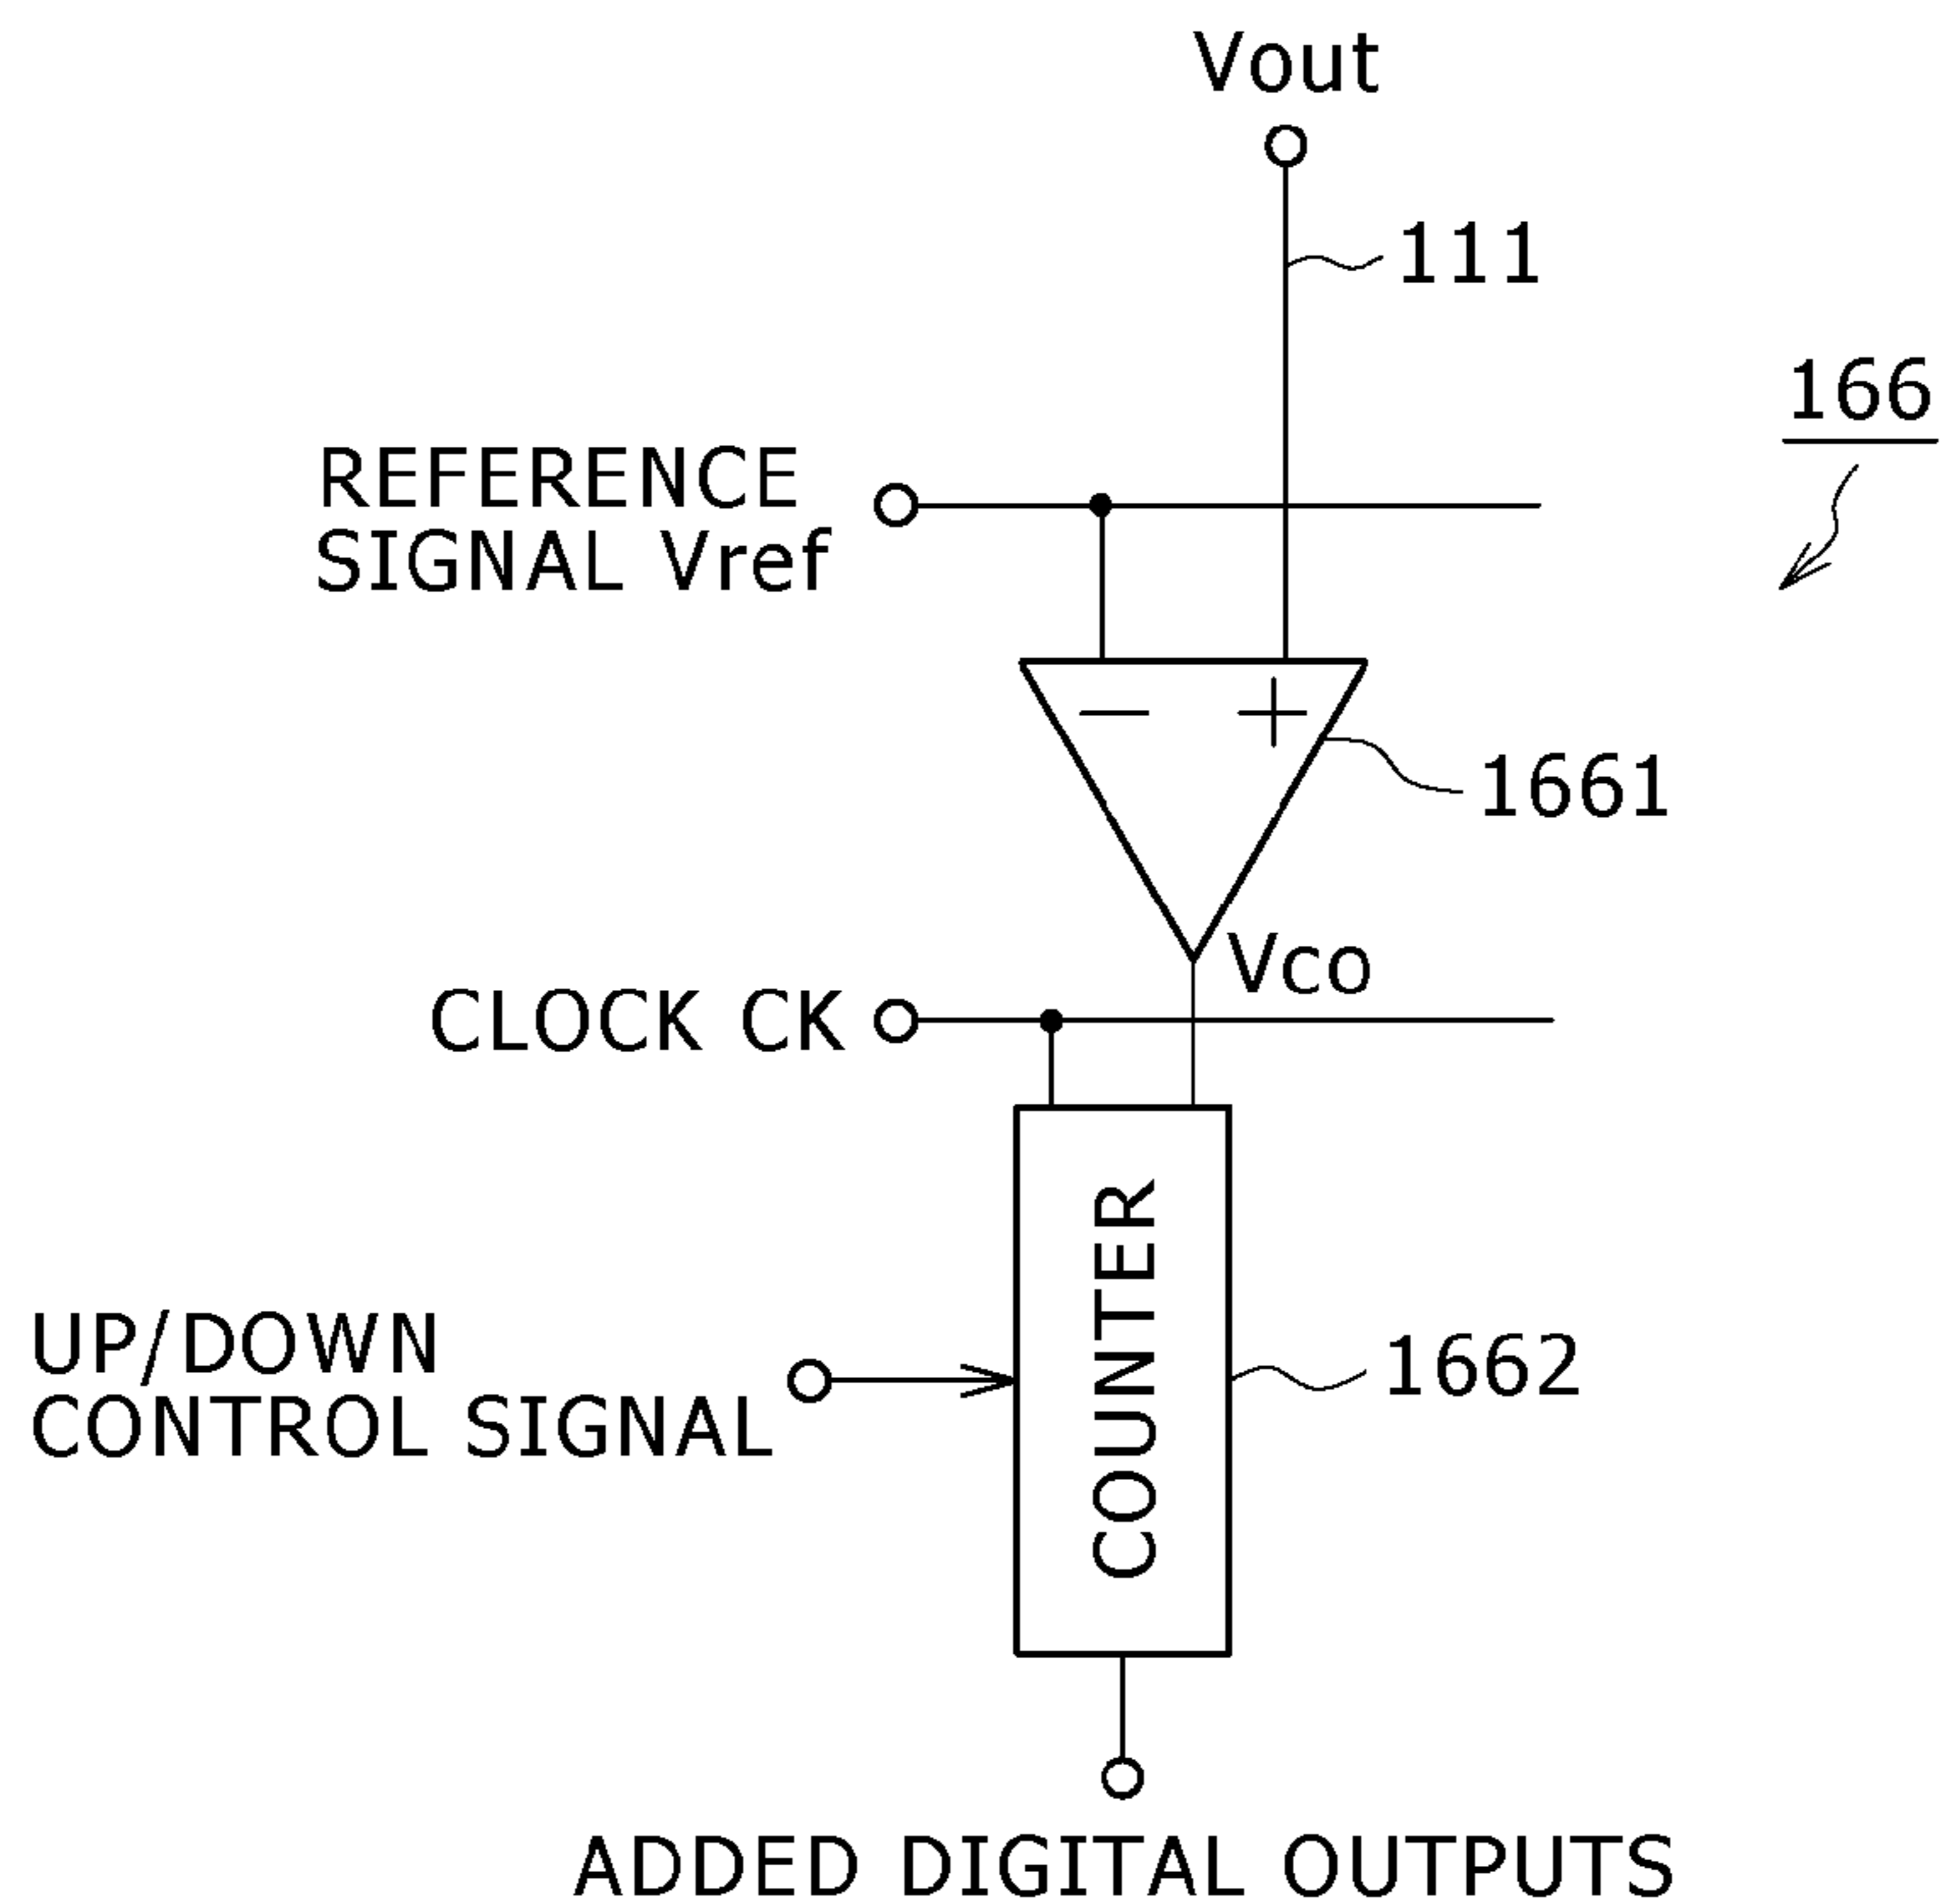 Vout
111
166
REFERENCE
SIGNAL Vref
− +
1661
Vco
CLOCK CK
COUNTER
UP/DOWN
CONTROL SIGNAL
1662
ADDED DIGITAL OUTPUTS